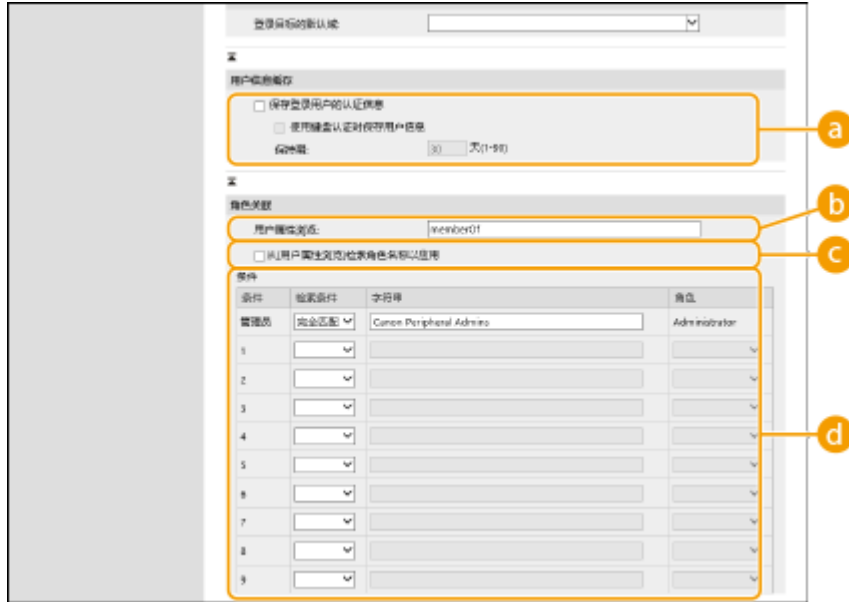 登录目标的默认域:
用户信息缓存
保存登录用户的认证信息
使用键盘认证时保存用户信息
保持期: 30 天(1-90)
a
角色关联
b
用户属性浏览: memberOf
从[用户属性浏览]检索角色名称以应用
c
条件
条件 检索条件 字符串 角色
管理员 完全匹配 Canon Peripheral Admins Administrator
1
2
3
4
d
5
6
7
8
9